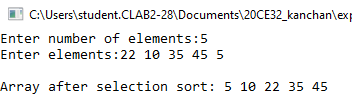 C:\Users\student.CLAB2-28\Documents\20CE32_kanchan\exp
Enter number of elements:5
Enter elements:22 10 35 45 5
Array after selection sort: 5 10 22 35 45